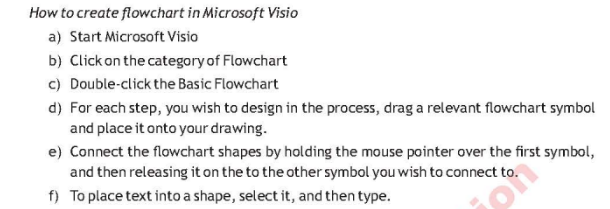 How to create flowchart in Microsoft Visio
a) Start Microsoft Visio
b) Click on the category of Flowchart
c) Double-click the Basic Flowchart
d) For each step, you wish to design in the process, drag a relevant flowchart symbol
and place it onto your drawing.
e) Connect the flowchart shapes by holding the mouse pointer over the first symbol,
and then releasing it on the to the other symbol you wish to connect to.
f) To place text into a shape, select it, and then type.